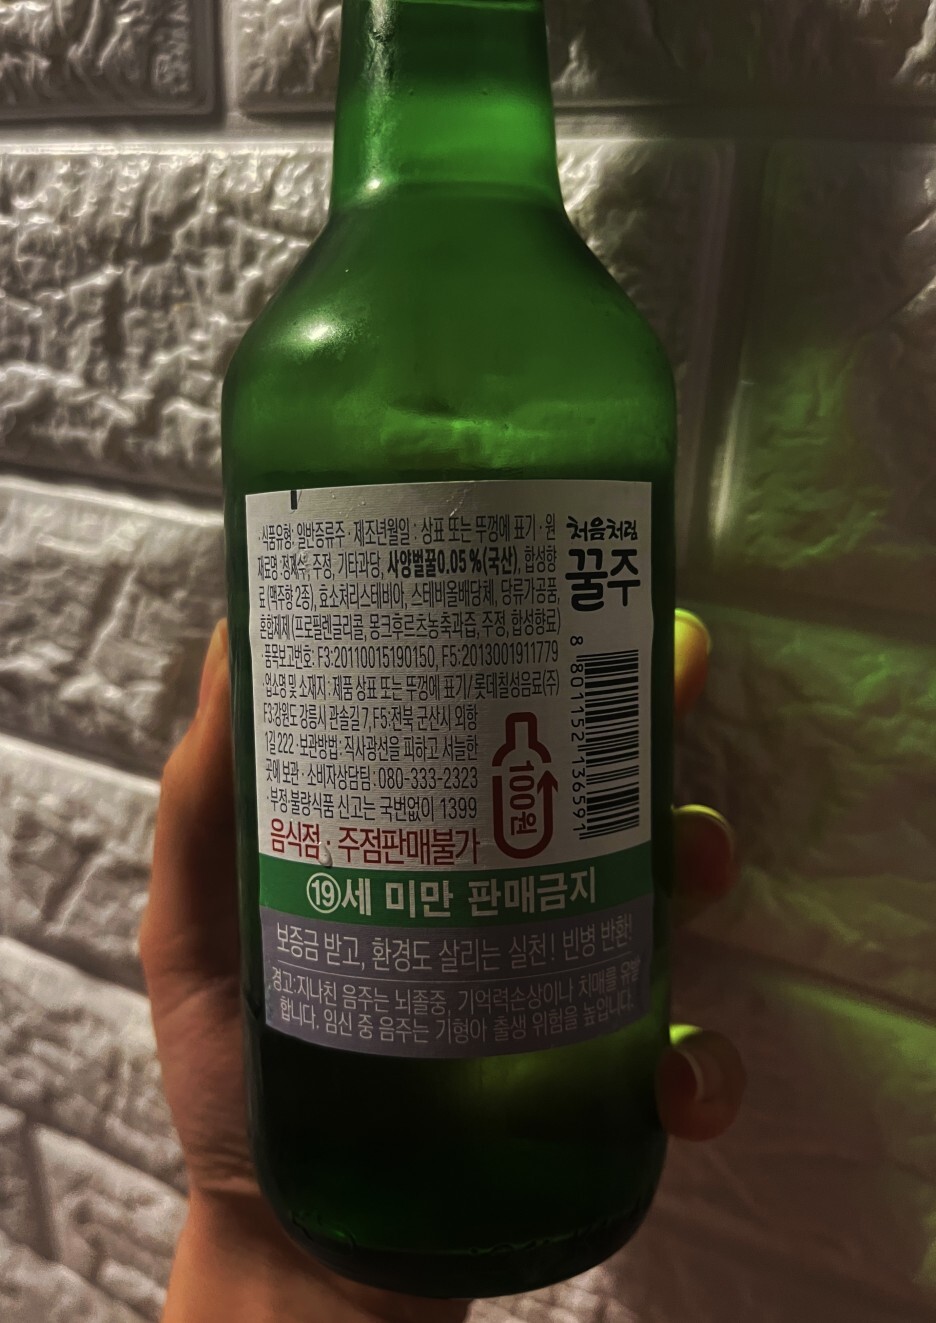 · 식품유형: 일반증류주 · 제조년월일 : 상표 또는 뚜껑에 표기 · 원
재료명: 정제수, 주정, 기타과당, 사양벌꿀0.05%(국산), 합성향
료(맥주향 2종), 효소처리스테비아, 스테비올배당체, 당류가공품,
혼합제제(프로필렌글리콜, 몽크후르츠농축과즙, 주정, 합성향료)
· 품목보고번호: F3:20110015190150, F5:2013001911779
· 업소명 및 소재지 : 제품 상표 또는 뚜껑에 표기/롯데칠성음료(주)
F3:강원도 강릉시 관솔길 7, F5:전북 군산시 외항
1길 222 · 보관방법: 직사광선을 피하고 서늘한
곳에 보관 · 소비자상담팀: 080-333-2323
· 부정·불량식품 신고는 국번없이 1399
음식점 · 주점판매불가
처음처럼
꿀주
8 801152 136591
100원
19세 미만 판매금지
보증금 받고, 환경도 살리는 실천! 빈병 반환!
경고:지나친 음주는 뇌졸중, 기억력손상이나 치매를 유발
합니다. 임신 중 음주는 기형아 출생 위험을 높입니다.